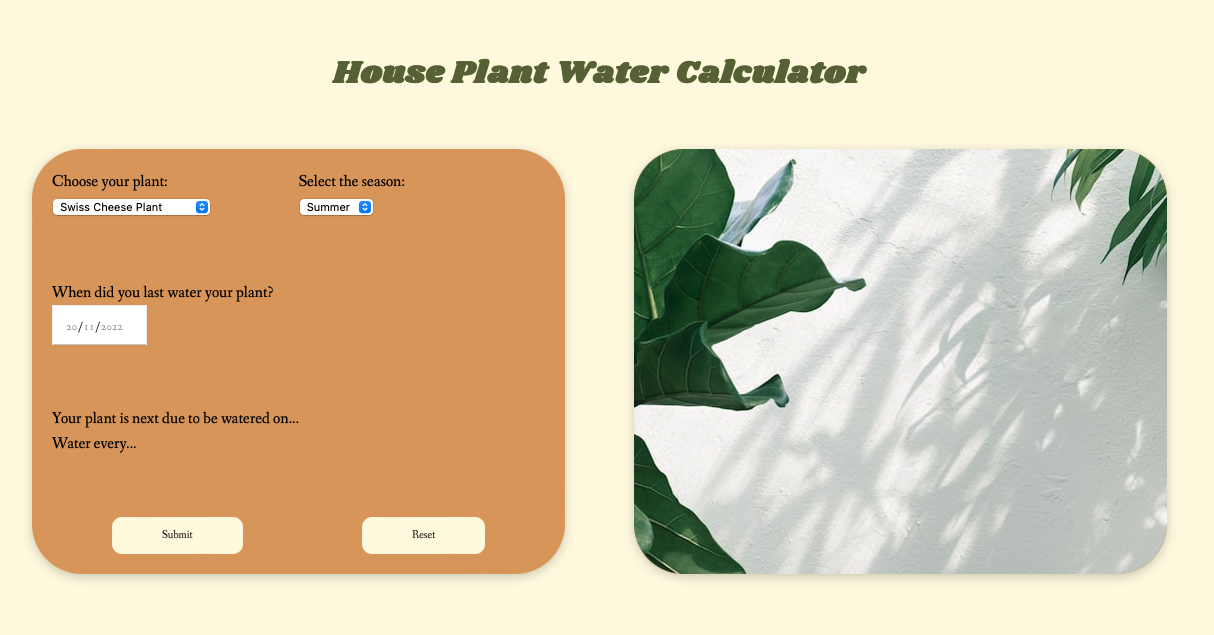 House Plant Water Calculator
Choose your plant:
Swiss Cheese Plant
Select the season:
Summer
When did you last water your plant?
20/11/2022
Your plant is next due to be watered on...
Water every...
Submit
Reset